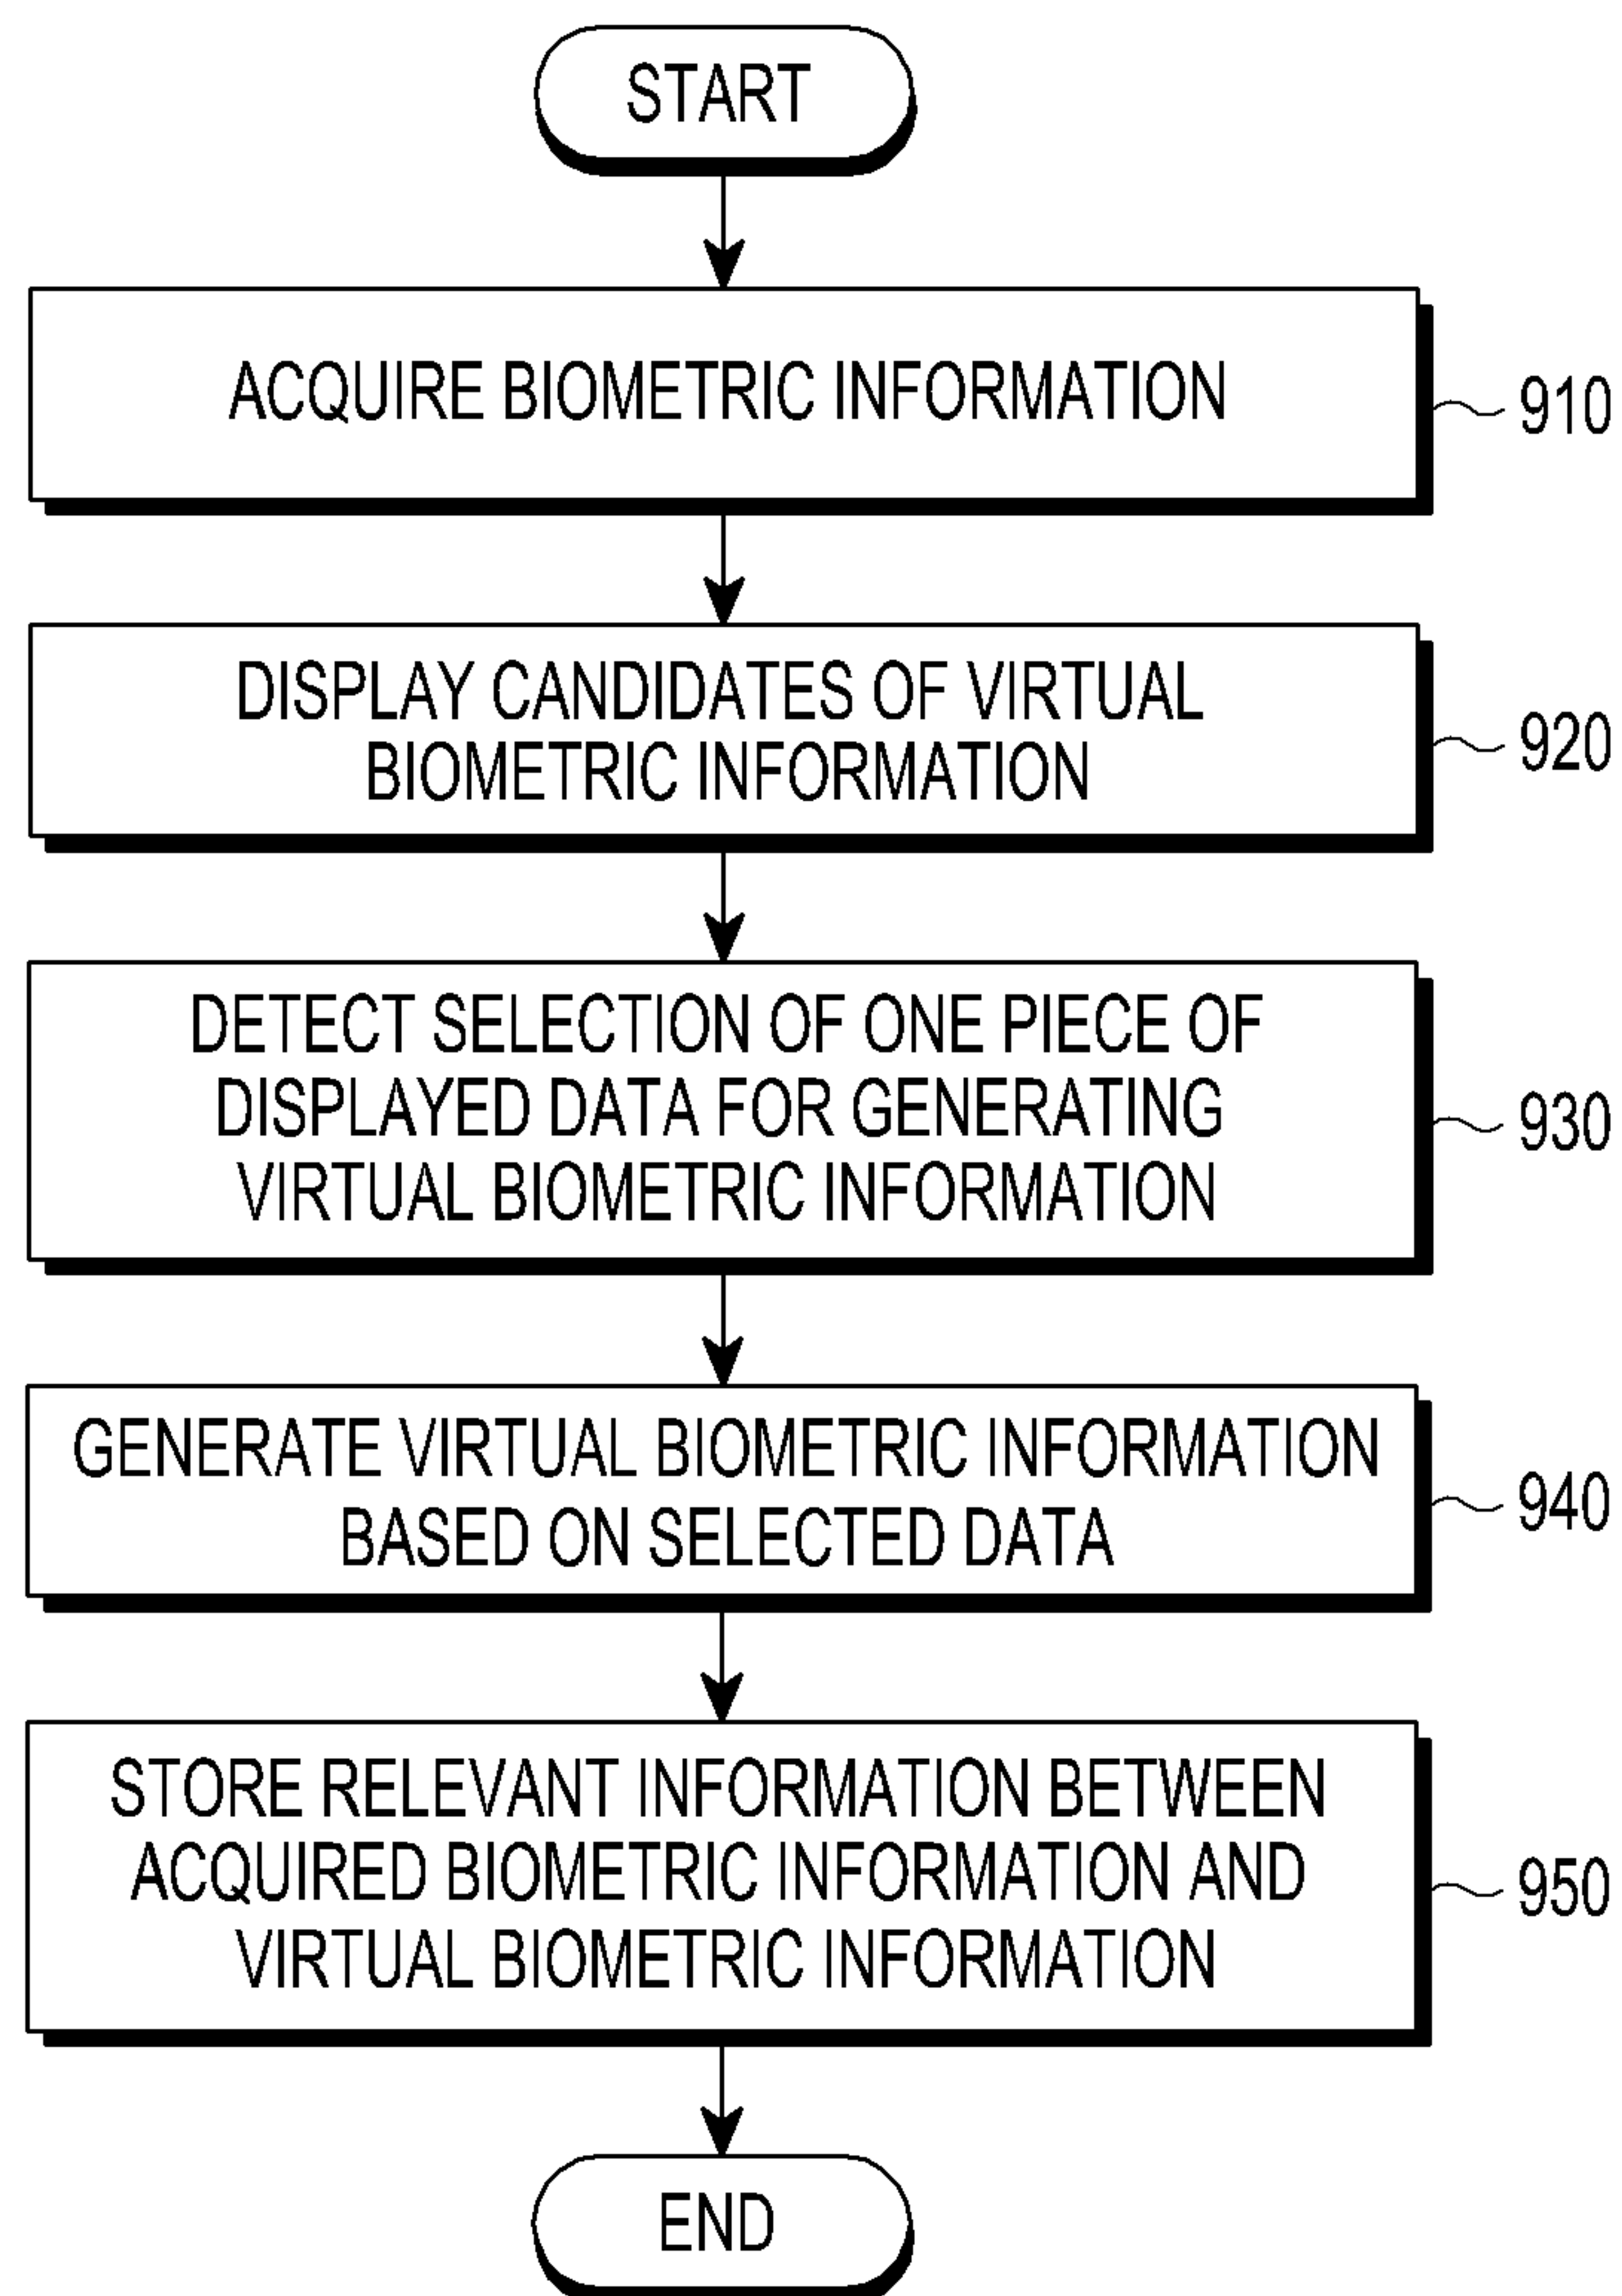 START
ACQUIRE BIOMETRIC INFORMATION
910
DISPLAY CANDIDATES OF VIRTUAL
BIOMETRIC INFORMATION
920
DETECT SELECTION OF ONE PIECE OF
DISPLAYED DATA FOR GENERATING
VIRTUAL BIOMETRIC INFORMATION
930
GENERATE VIRTUAL BIOMETRIC INFORMATION
BASED ON SELECTED DATA
940
STORE RELEVANT INFORMATION BETWEEN
ACQUIRED BIOMETRIC INFORMATION AND
VIRTUAL BIOMETRIC INFORMATION
950
END